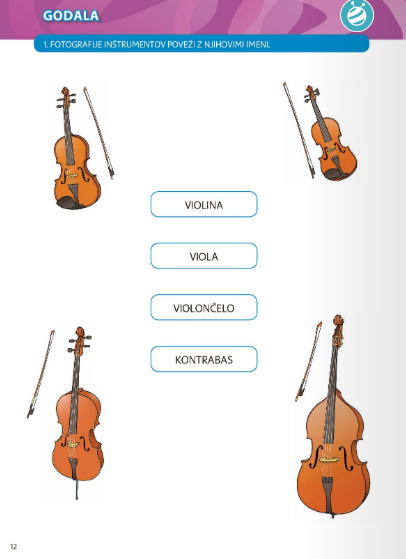 GODALA
1. FOTOGRAFIJE INŠTRUMENTOV POVEŽI Z NJIHOVIMI IMENI.
VIOLINA
VIOLA
VIOLONČELO
KONTRABAS
12